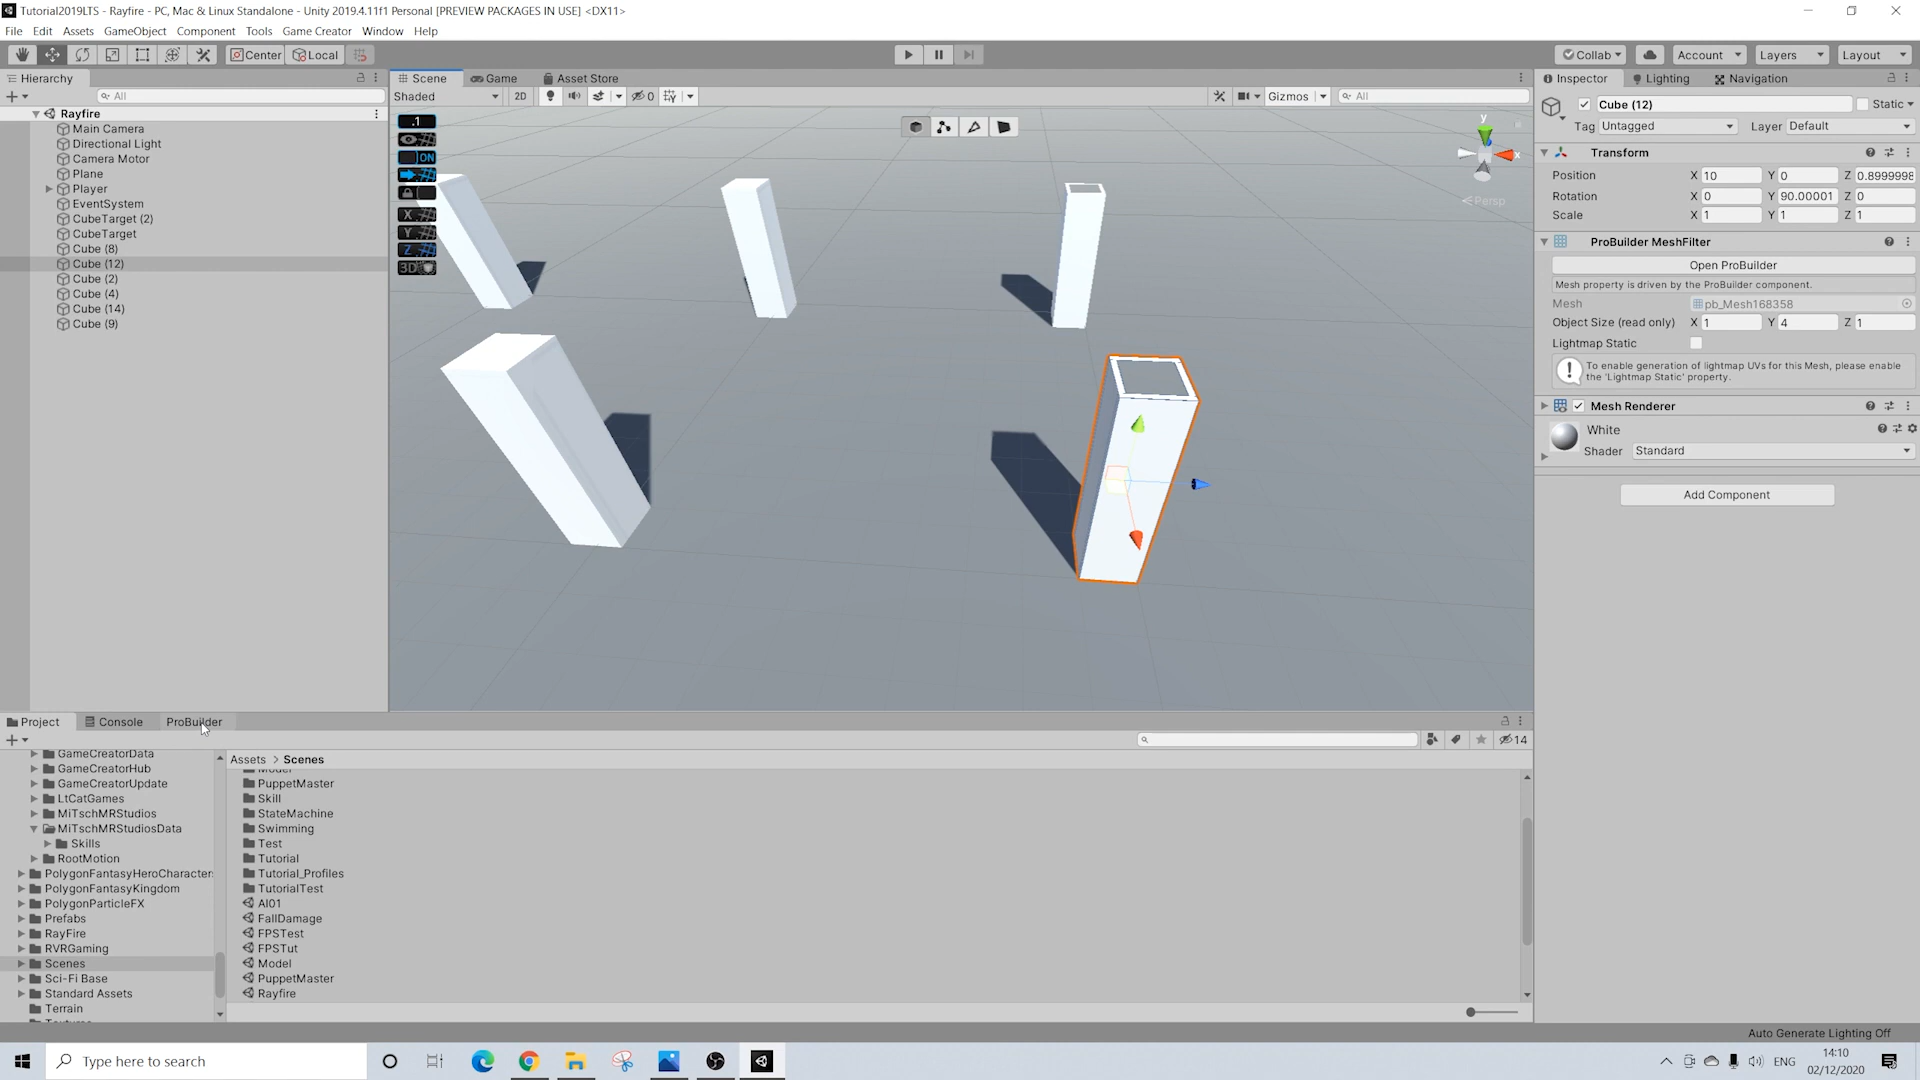 Tutorial2019LTS - Rayfire - PC, Mac & Linux Standalone - Unity 2019.4.11f1 Personal [PREVIEW PACKAGES IN USE] <DX11>
File Edit Assets GameObject Component Tools Game Creator Window Help
Center Local Collab Account Layers Layout
Hierarchy
All
Rayfire
Main Camera
Directional Light
Camera Motor
Plane
Player
EventSystem
CubeTarget (2)
CubeTarget
Cube (8)
Cube (12)
Cube (2)
Cube (4)
Cube (14)
Cube (9)
Scene Game Asset Store
Shaded 2D 0 Gizmos All
.1
ON
X
Y
Z
3D
y
x
Persp
Inspector Lighting Navigation
Cube (12) Static
Tag Untagged Layer Default
Transform
Position X 10 Y 0 Z 0.8999998
Rotation X 0 Y 90.00001 Z 0
Scale X 1 Y 1 Z 1
ProBuilder MeshFilter
Open ProBuilder
Mesh property is driven by the ProBuilder component.
Mesh pb_Mesh168358
Object Size (read only) X 1 Y 4 Z 1
Lightmap Static
To enable generation of lightmap UVs for this Mesh, please enable
the 'Lightmap Static' property.
Mesh Renderer
White
Shader Standard
Add Component
Project Console ProBuilder
14
GameCreatorData
GameCreatorHub
GameCreatorUpdate
LtCatGames
MiTschMRStudios
MiTschMRStudiosData
Skills
RootMotion
PolygonFantasyHeroCharacter
PolygonFantasyKingdom
PolygonParticleFX
Prefabs
RayFire
RVRGaming
Scenes
Sci-Fi Base
Standard Assets
Terrain
Assets > Scenes
Model
PuppetMaster
Skill
StateMachine
Swimming
Test
Tutorial
Tutorial_Profiles
TutorialTest
AI01
FallDamage
FPSTest
FPSTut
Model
PuppetMaster
Rayfire
Auto Generate Lighting Off
Type here to search
ENG
14:10
02/12/2020